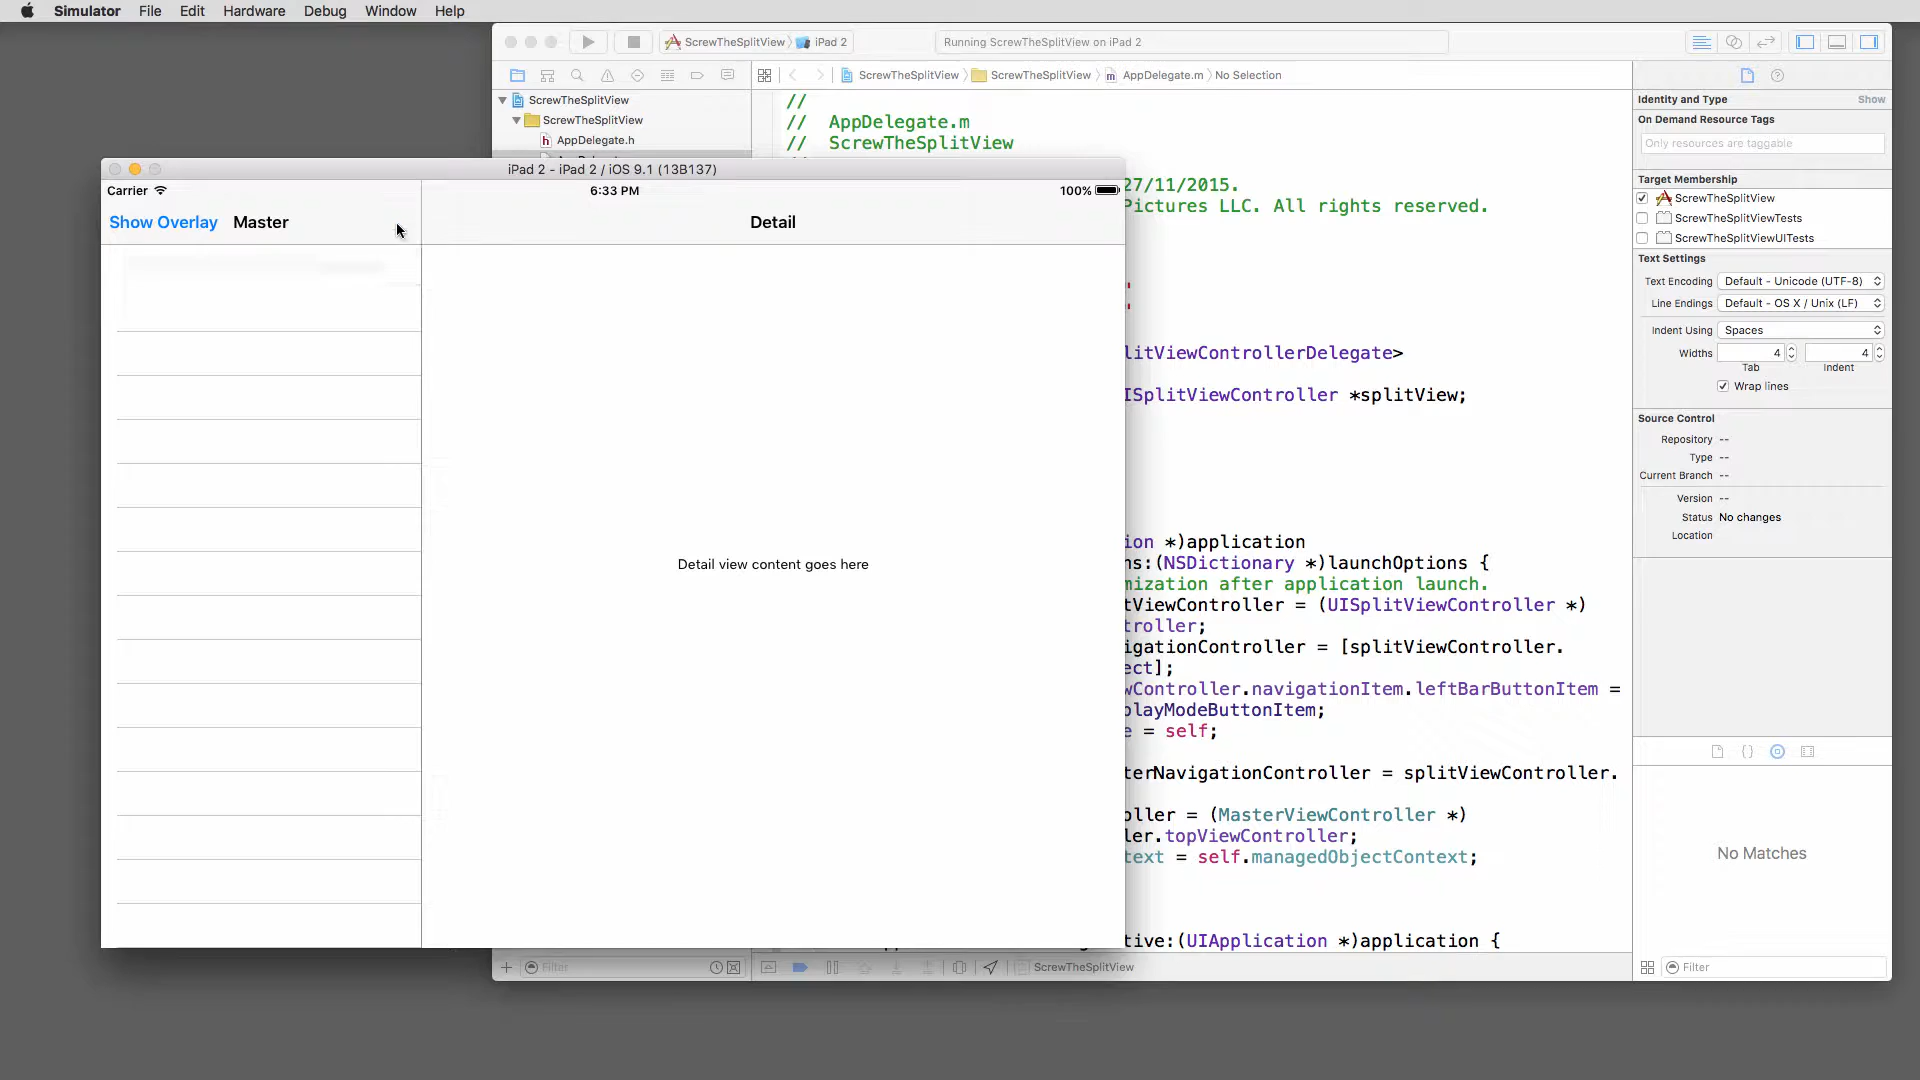 Simulator File Edit Hardware Debug Window Help
ScrewTheSplitView iPad 2
Running ScrewTheSplitView on iPad 2
ScrewTheSplitView ScrewTheSplitView AppDelegate.m No Selection
ScrewTheSplitView
ScrewTheSplitView
AppDelegate.h
//
// AppDelegate.m
// ScrewTheSplitView
iPad 2 - iPad 2 / iOS 9.1 (13B137)
Carrier 6:33 PM 100%
Show Overlay Master Detail
Detail view content goes here
27/11/2015.
Pictures LLC. All rights reserved.
litViewControllerDelegate>
ISplitViewController *splitView;
ion *)application
ns:(NSDictionary *)launchOptions {
mization after application launch.
tViewController = (UISplitViewController *)
troller;
igationController = [splitViewController.
ect];
wController.navigationItem.leftBarButtonItem =
playModeButtonItem;
e = self;
terNavigationController = splitViewController.
oller = (MasterViewController *)
ler.topViewController;
text = self.managedObjectContext;
tive:(UIApplication *)application {
Filter
ScrewTheSplitView
Identity and Type Show
On Demand Resource Tags
Only resources are taggable
Target Membership
ScrewTheSplitView
ScrewTheSplitViewTests
ScrewTheSplitViewUITests
Text Settings
Text Encoding Default - Unicode (UTF-8)
Line Endings Default - OS X / Unix (LF)
Indent Using Spaces
Widths 4 4
Tab Indent
Wrap lines
Source Control
Repository --
Type --
Current Branch --
Version --
Status No changes
Location
No Matches
Filter